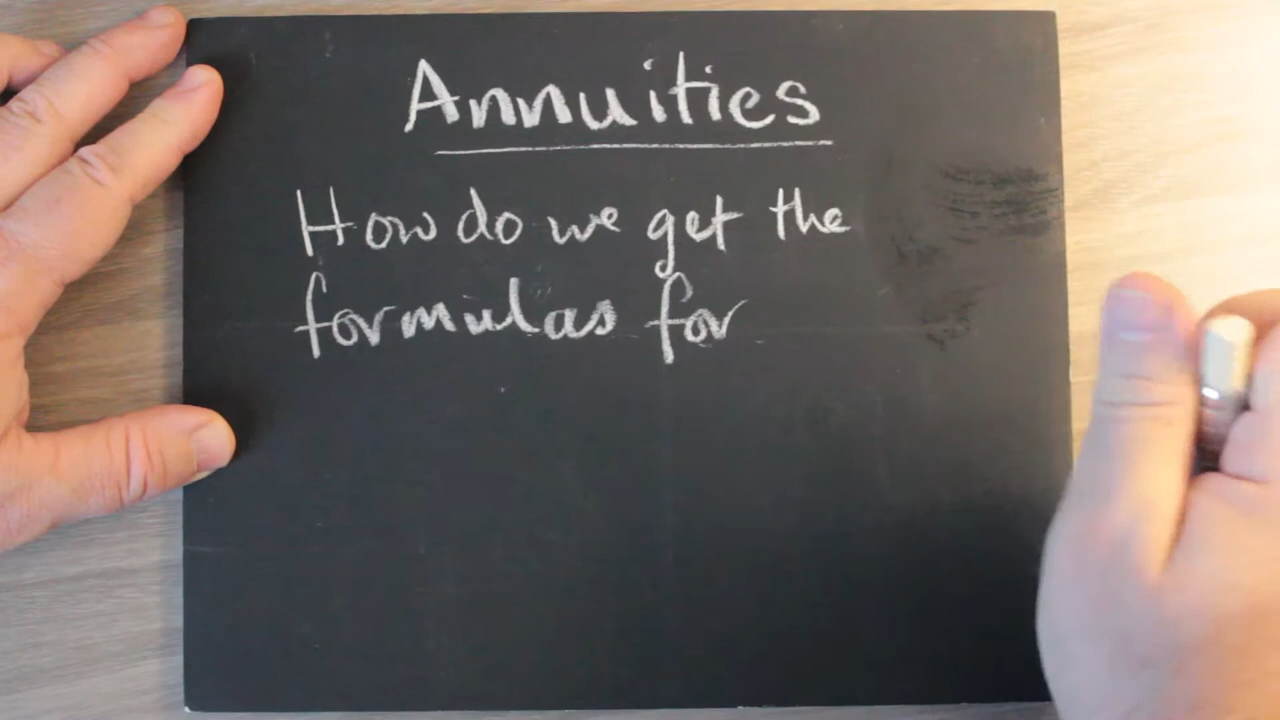 Annuities
How do we get the
formulas for